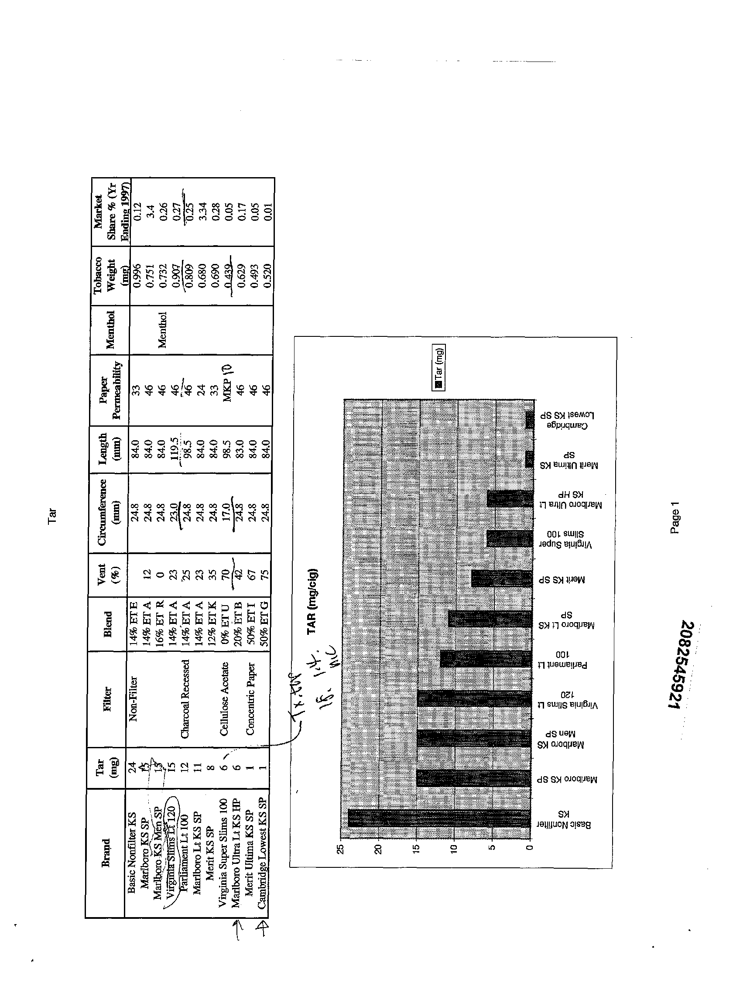 Tar
Brand | Tar (mg) | Filter | Blend | Vent (%) | Circumference (mm) | Length (mm) | Paper Permeability | Menthol | Tobacco Weight (mg) | Market Share % (Yr Ending 1997)
Basic Nonfilter KS | 24 | Non-Filter | 14% ET E | | 24.8 | 84.0 | 33 | | 0.996 | 0.12
Marlboro KS SP | 15 | | 14% ET A | 12 | 24.8 | 84.0 | 46 | | 0.751 | 3.4
Marlboro KS Men SP | 15 | | 16% ET R | 0 | 24.8 | 84.0 | 46 | Menthol | 0.732 | 0.26
Virginia Slims Lt 120 | 15 | | 14% ET A | 23 | 23.0 | 119.5 | 46 | | 0.907 | 0.27
Parliament Lt 100 | 12 | Charcoal Recessed | 14% ET A | 25 | 24.8 | 98.5 | 46 | | 0.809 | 0.25
Marlboro Lt KS SP | 11 | | 14% ET A | 23 | 24.8 | 84.0 | 24 | | 0.680 | 3.34
Merit KS SP | 8 | | 12% ET K | 35 | 24.8 | 84.0 | 33 | | 0.690 | 0.28
Virginia Super Slims 100 | 6 | Cellulose Acetate | 0% ET U | 70 | 17.0 | 98.5 | MKP 10 | | 0.439 | 0.05
Marlboro Ultra Lt KS HP | 6 | | 20% ET B | 42 | 24.8 | 83.0 | 46 | | 0.629 | 0.17
Merit Ultima KS SP | 1 | Concentric Paper | 50% ET I | 67 | 24.8 | 84.0 | 46 | | 0.493 | 0.05
Cambridge Lowest KS SP | 1 | | 50% ET G | 75 | 24.8 | 84.0 | 46 | | 0.520 | 0.01
TAR (mg/cig)
25
20
15
10
5
0
Basic Nonfilter KS
Marlboro KS SP
Marlboro KS Men SP
Virginia Slims Lt 120
Parliament Lt 100
Marlboro Lt KS SP
Merit KS SP
Virginia Super Slims 100
Marlboro Ultra Lt KS HP
Merit Ultima KS SP
Cambridge Lowest KS SP
Tar (mg)
Page 1
2082545921